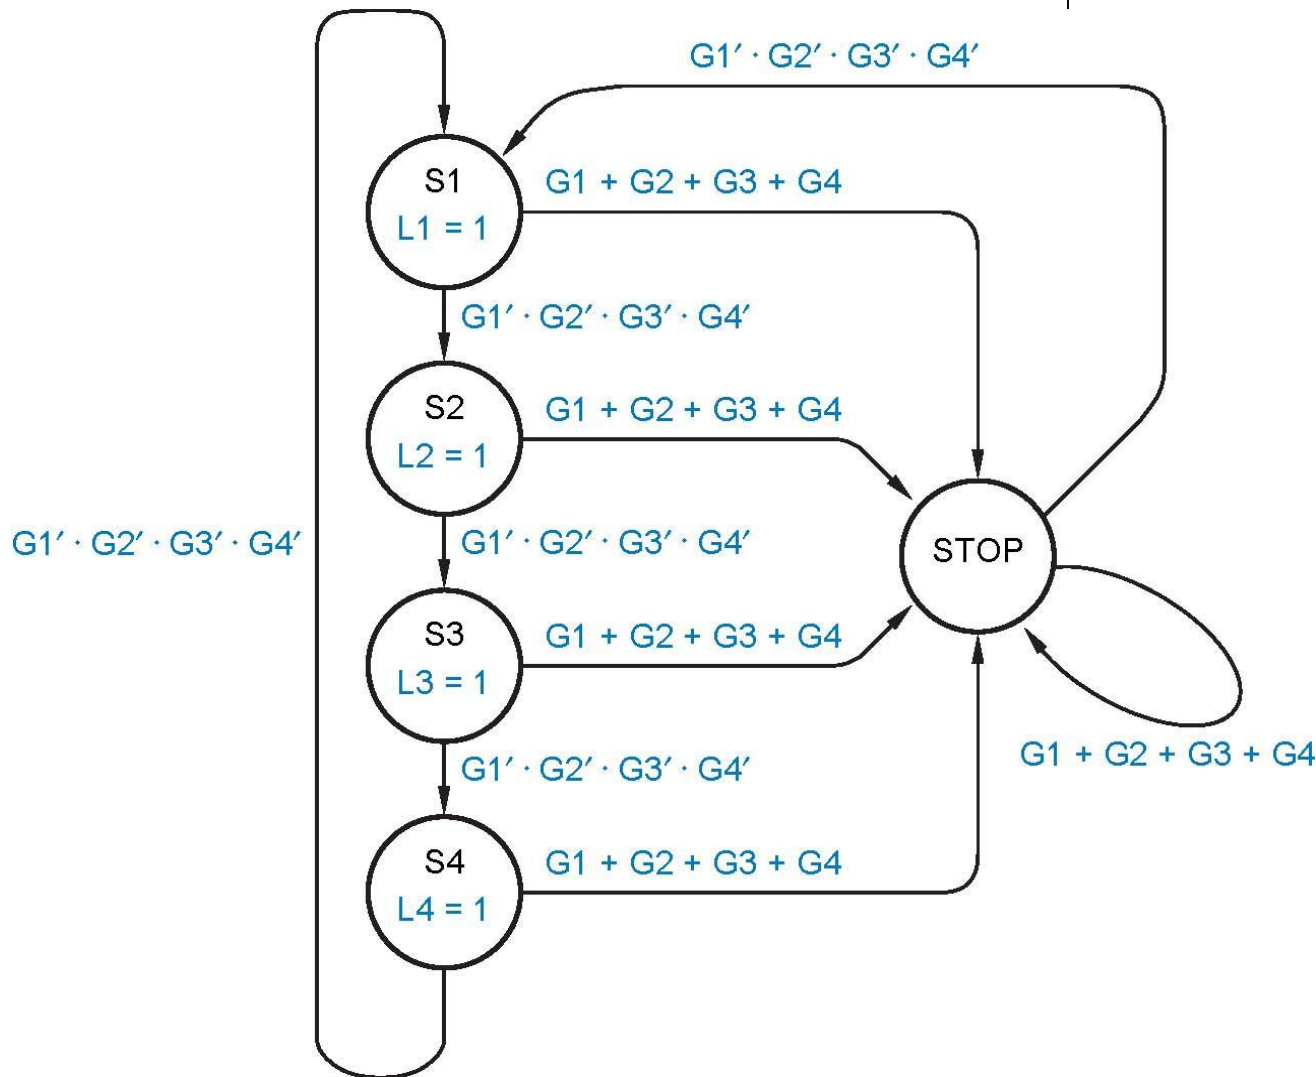 G1′ · G2′ · G3′ · G4′
S1
L1 = 1
G1 + G2 + G3 + G4
G1′ · G2′ · G3′ · G4′
S2
L2 = 1
G1 + G2 + G3 + G4
G1′ · G2′ · G3′ · G4′
G1′ · G2′ · G3′ · G4′
STOP
S3
L3 = 1
G1 + G2 + G3 + G4
G1 + G2 + G3 + G4
G1′ · G2′ · G3′ · G4′
S4
L4 = 1
G1 + G2 + G3 + G4